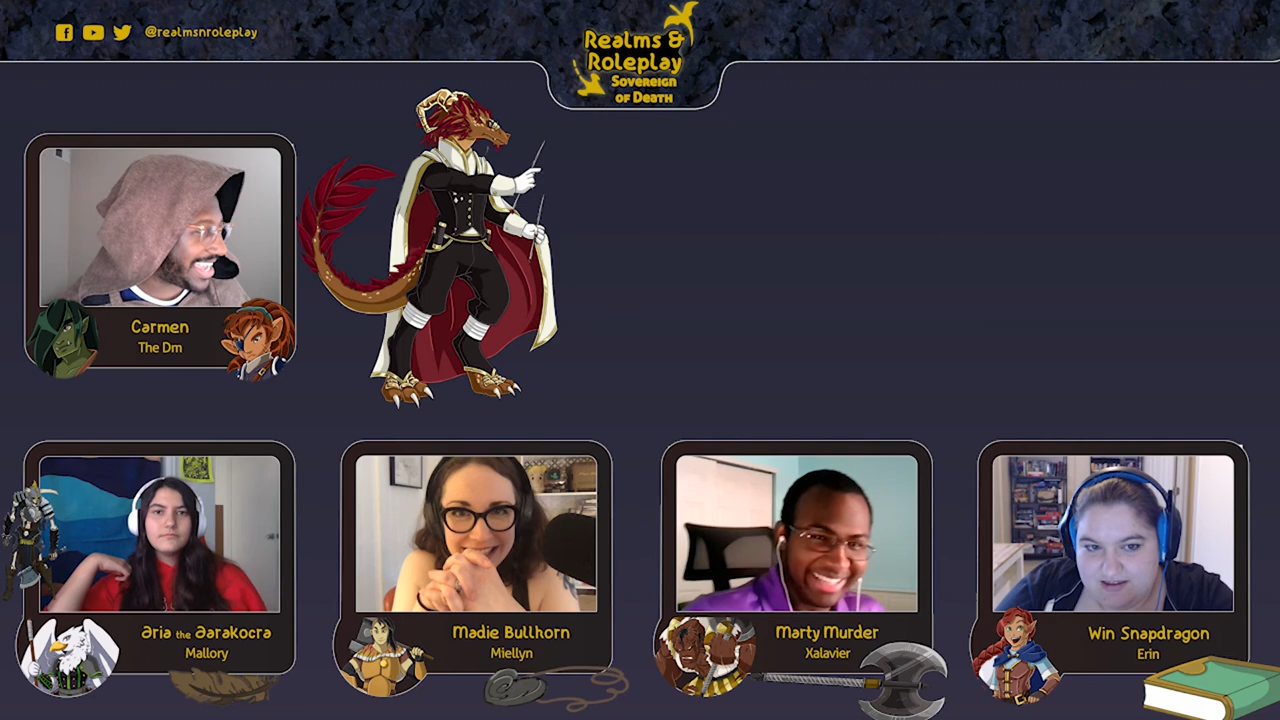 @realmsnroleplay
Realms &
Roleplay
Sovereign
of Death
Carmen
The Dm
Aria the Aarakocra
Mallory
Madie Bullhorn
Miellyn
Marty Murder
Xalavier
Win Snapdragon
Erin